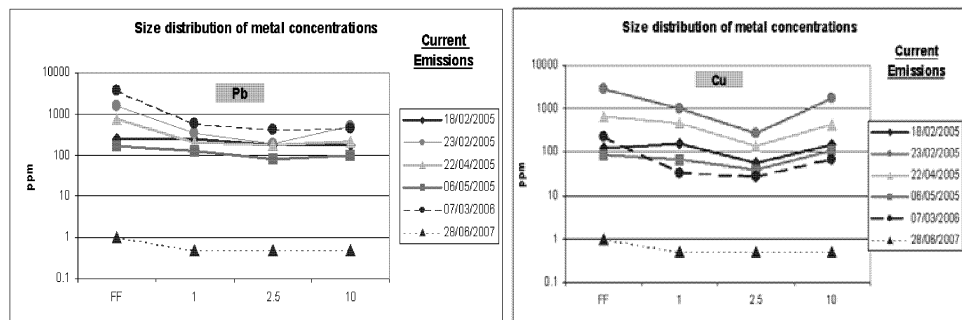 Size distribution of metal concentrations
Current
Emissions
Pb
10000
1000
100
10
1
0.1
ppm
FF
1
2.5
10
18/02/2005
23/02/2005
22/04/2005
06/05/2005
07/03/2006
28/06/2007
Size distribution of metal concentrations
Current
Emissions
Cu
10000
1000
100
10
1
0.1
ppm
FF
1
2.5
10
18/02/2005
23/02/2005
22/04/2005
06/05/2005
07/03/2006
28/06/2007